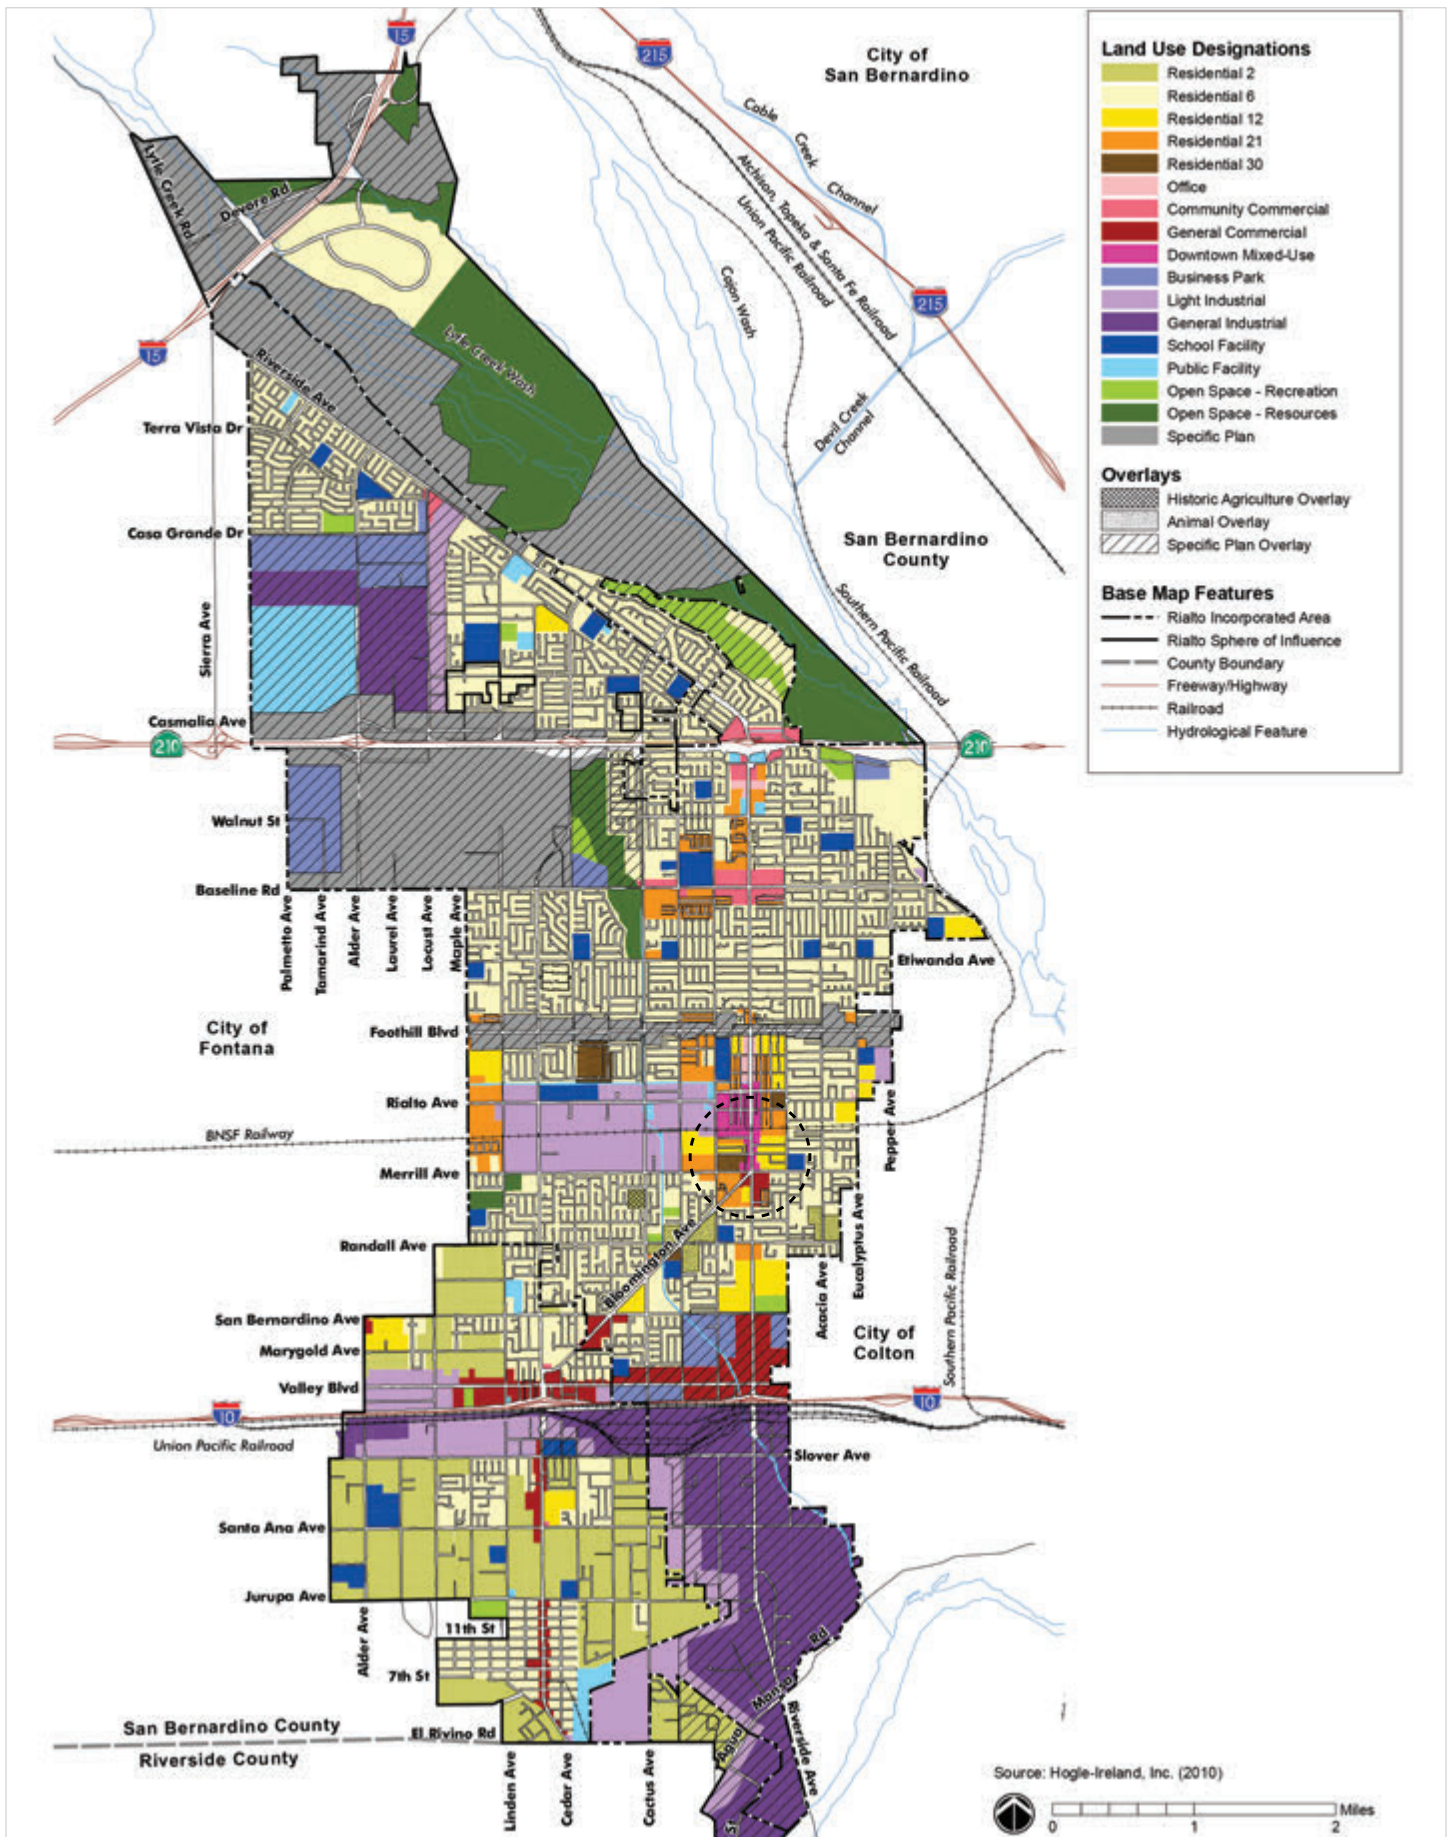 15
215
City of
San Bernardino
Cable
Creek
Channel
Atchison, Topeka & Santa Fe Railroad
Union Pacific Railroad
Lytle Creek Rd
Devore Rd
Cajon Wash
215
15
Lytle Creek Wash
Riverside Ave
Terra Vista Dr
Devil Creek
Channel
Casa Grande Dr
San Bernardino
County
Sierra Ave
Southern Pacific Railroad
Casmalia Ave
210
210
Walnut St
Baseline Rd
Palmetto Ave
Tamarind Ave
Alder Ave
Laurel Ave
Locust Ave
Maple Ave
Etiwanda Ave
City of
Fontana
Foothill Blvd
Rialto Ave
BNSF Railway
Pepper Ave
Merrill Ave
Eucalyptus Ave
Randall Ave
Bloomington Ave
Acacia Ave
Southern Pacific Railroad
San Bernardino Ave
City of
Colton
Marygold Ave
Valley Blvd
10
10
Union Pacific Railroad
Slover Ave
Santa Ana Ave
Jurupa Ave
Alder Ave
11th St
7th St
Rd
Manso
Agua
Riverside Ave
St
San Bernardino County
El Rivino Rd
Riverside County
Linden Ave
Cedar Ave
Cactus Ave
Land Use Designations
Residential 2
Residential 6
Residential 12
Residential 21
Residential 30
Office
Community Commercial
General Commercial
Downtown Mixed-Use
Business Park
Light Industrial
General Industrial
School Facility
Public Facility
Open Space - Recreation
Open Space - Resources
Specific Plan
Overlays
Historic Agriculture Overlay
Animal Overlay
Specific Plan Overlay
Base Map Features
Rialto Incorporated Area
Rialto Sphere of Influence
County Boundary
Freeway/Highway
Railroad
Hydrological Feature
Source: Hogle-Ireland, Inc. (2010)
Miles
0 1 2